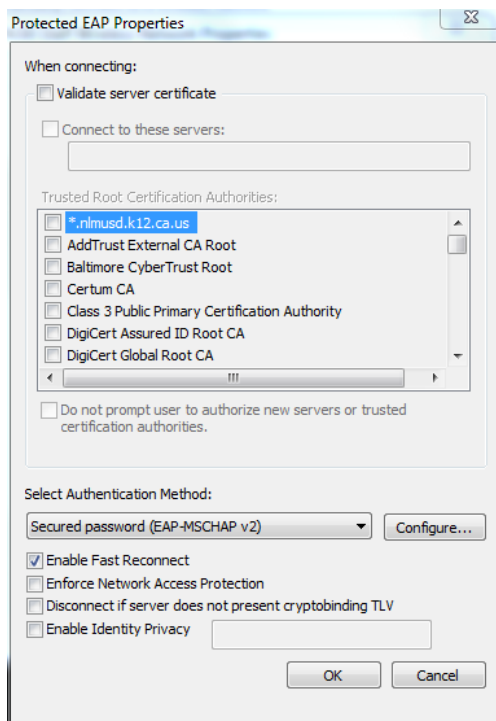 Protected EAP Properties
When connecting:
Validate server certificate
Connect to these servers:
Trusted Root Certification Authorities:
*.nlmusd.k12.ca.us
AddTrust External CA Root
Baltimore CyberTrust Root
Certum CA
Class 3 Public Primary Certification Authority
DigiCert Assured ID Root CA
DigiCert Global Root CA
Do not prompt user to authorize new servers or trusted
certification authorities.
Select Authentication Method:
Secured password (EAP-MSCHAP v2) Configure...
Enable Fast Reconnect
Enforce Network Access Protection
Disconnect if server does not present cryptobinding TLV
Enable Identity Privacy
OK Cancel